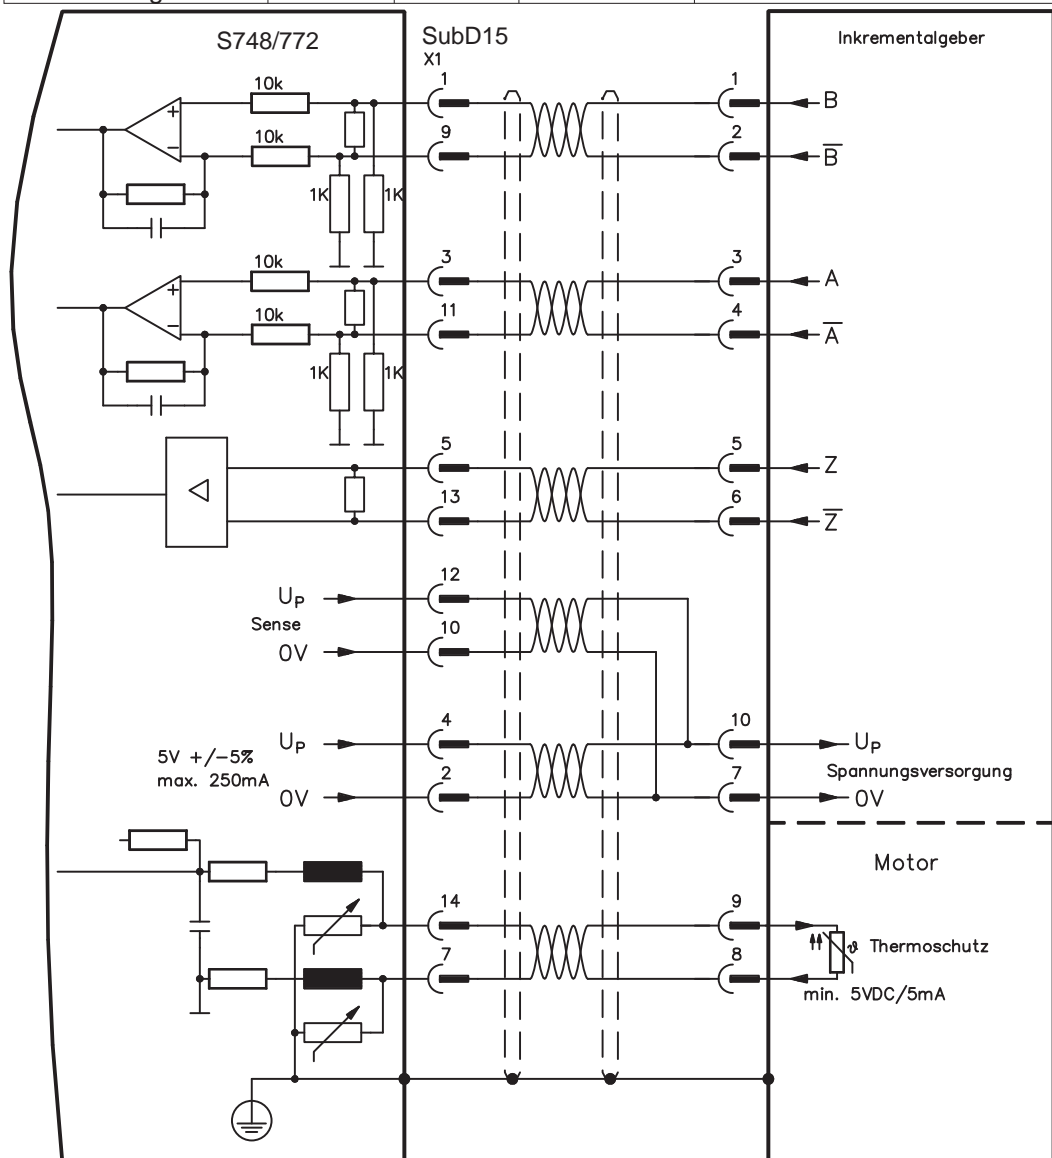 S748/772
SubD15
X1
Inkrementalgeber
10k
1
1
B
+
10k
9
2
B̅
−
1K
1K
10k
3
3
A
+
10k
11
4
A̅
−
1K
1K
5
5
Z
13
6
Z̅
12
UP
Sense
10
0V
4
10
UP
UP
5V +/-5%
max. 250mA
2
7
Spannungsversorgung
0V
0V
Motor
14
9
ϑ Thermoschutz
7
8
min. 5VDC/5mA